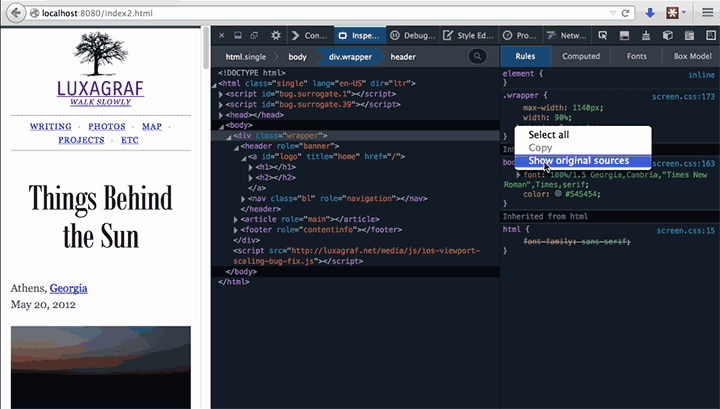 localhost:8080/index2.html
Con...
Inspe...
Debu...
Style Ed...
Pro...
Netw...
LUXAGRAF
WALK SLOWLY
WRITING · PHOTOS · MAP ·
PROJECTS · ETC
Things Behind
the Sun
Athens, Georgia
May 20, 2012
html.single
body
div.wrapper
header
<!DOCTYPE html>
<html class="single" lang="en-US" dir="ltr">
<script id="bug.surrogate.1"></script>
<script id="bug.surrogate.39"></script>
<head></head>
<body>
<div class="wrapper">
<header role="banner">
<a id="logo" title="home" href="/">
<h1></h1>
<h2></h2>
</a>
<nav class="bl" role="navigation"></nav>
</header>
<article role="main"></article>
<footer role="contentinfo"></footer>
</div>
<script src="http://luxagraf.net/media/js/ios-viewport-
scaling-bug-fix.js"></script>
</body>
</html>
Rules
Computed
Fonts
Box Model
element {
inline
}
.wrapper {
screen.css:173
max-width: 1140px;
width: 90%;
Select all
Copy
Show original sources
screen.css:163
font: 100%/1.5 Georgia,Cambria,"Times New
Roman",Times,serif;
color: #545454;
}
Inherited from html
html {
screen.css:15
font-family: sans-serif;
}